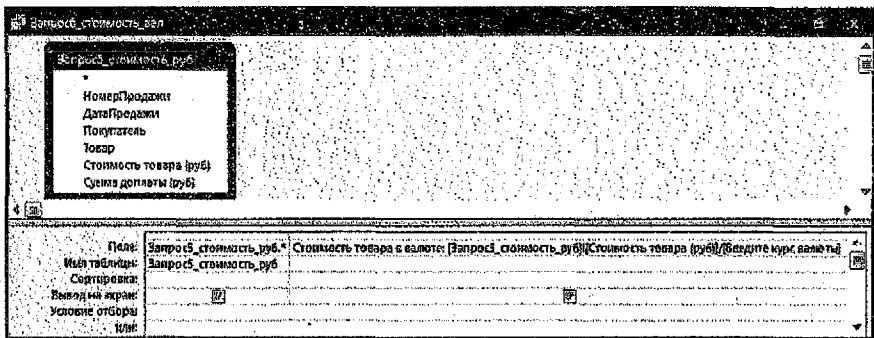 Запрос6_стоимость_вал
Запрос5_стоимость_руб
*
НомерПродажи
ДатаПродажи
Покупатель
Товар
Стоимость товара (руб)
Сумма доплаты (руб)
Поле: Запрос5_стоимость_руб.* Стоимость товара в валюте: [Запрос5_стоимость_руб]![Стоимость товара (руб)]/[Введите курс валюты]
Имя таблицы: Запрос5_стоимость_руб
Сортировка:
Вывод на экран:
Условие отбора:
или: